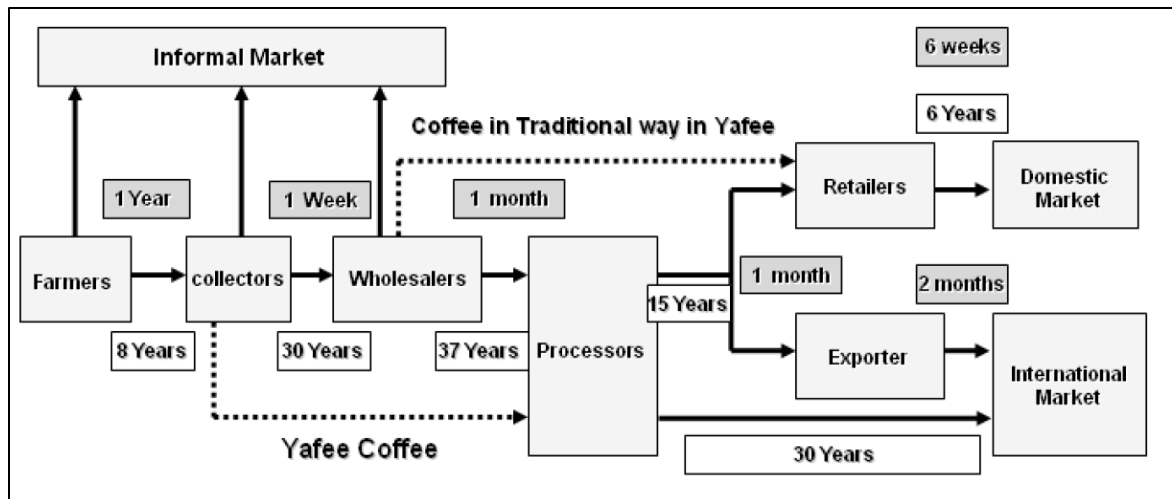 Informal Market
6 weeks
6 Years
Coffee in Traditional way in Yafee
1 Year
1 Week
1 month
Retailers
Domestic
Market
Farmers
collectors
Wholesalers
1 month
2 months
15 Years
8 Years
30 Years
37 Years
Processors
Exporter
International
Market
Yafee Coffee
30 Years